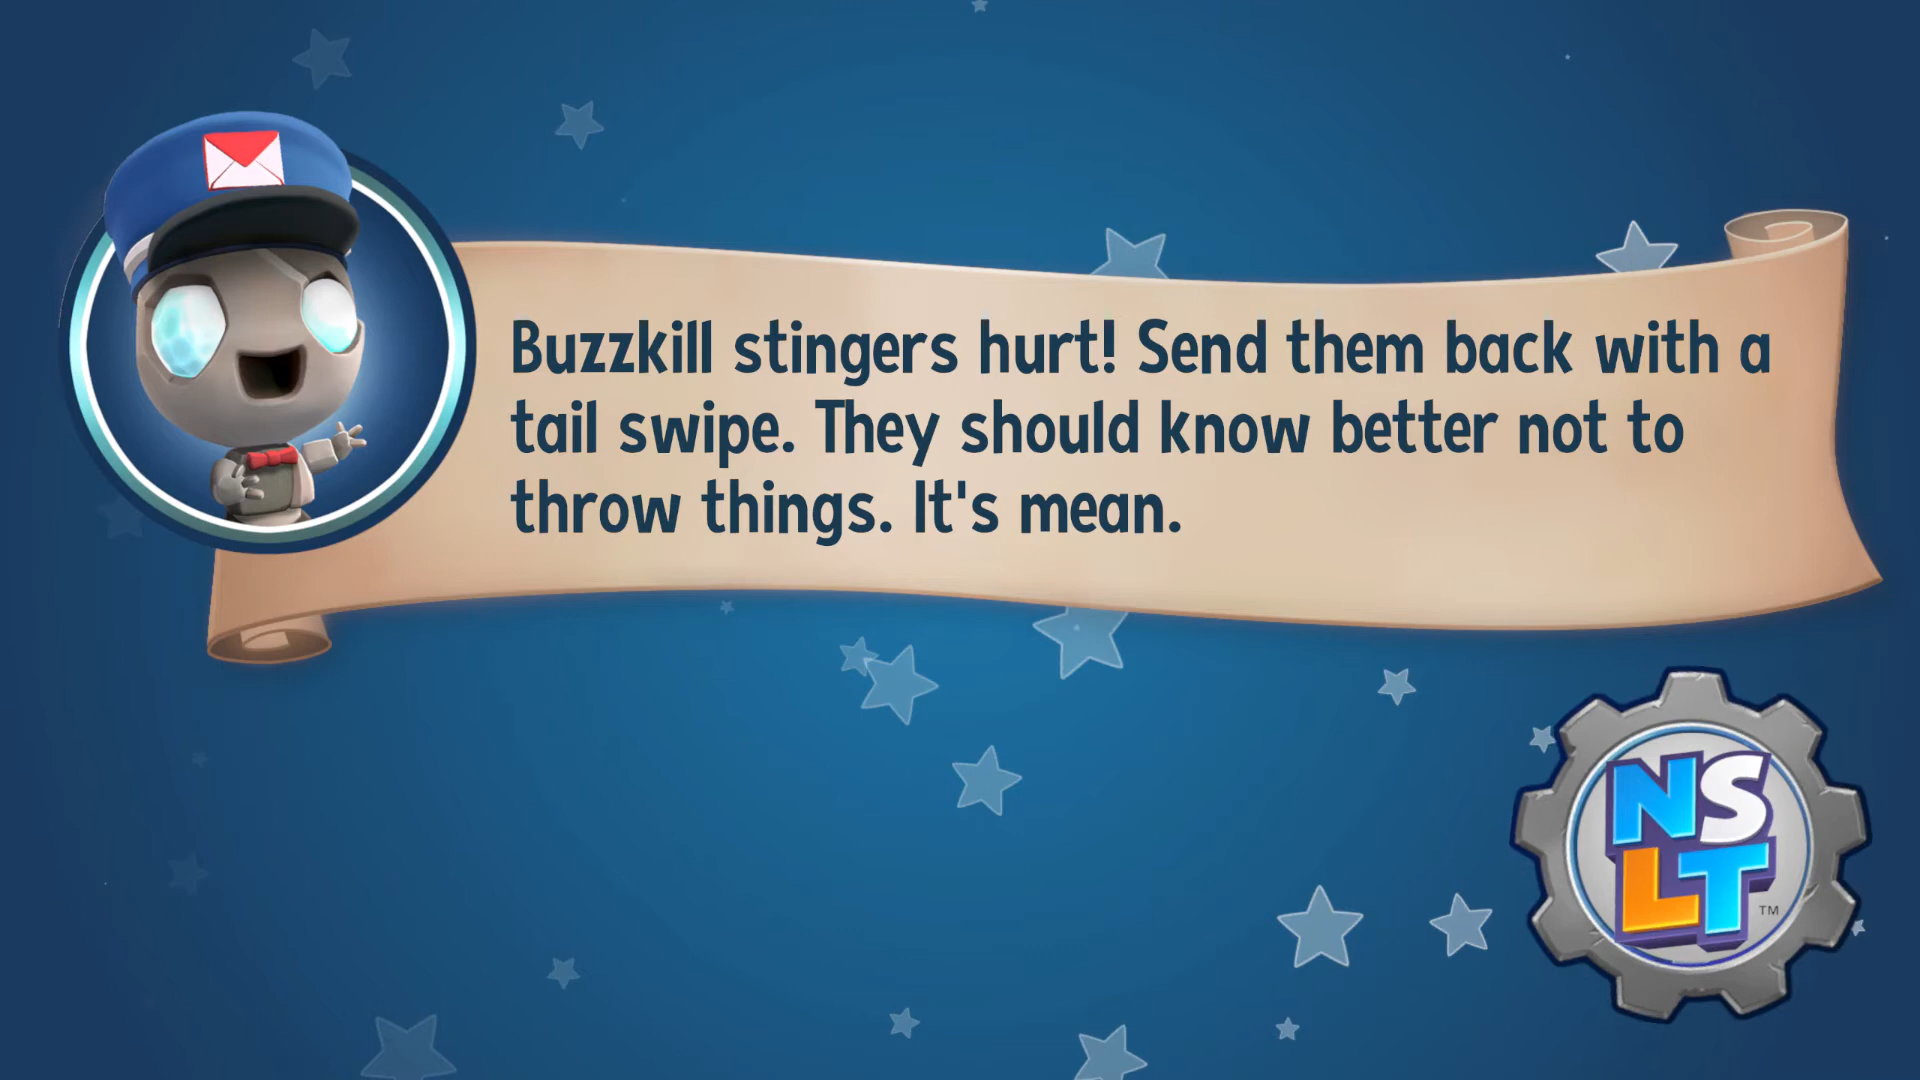 Buzzkill stingers hurt! Send them back with a
tail swipe. They should know better not to
throw things. It's mean.
NS
LT
TM